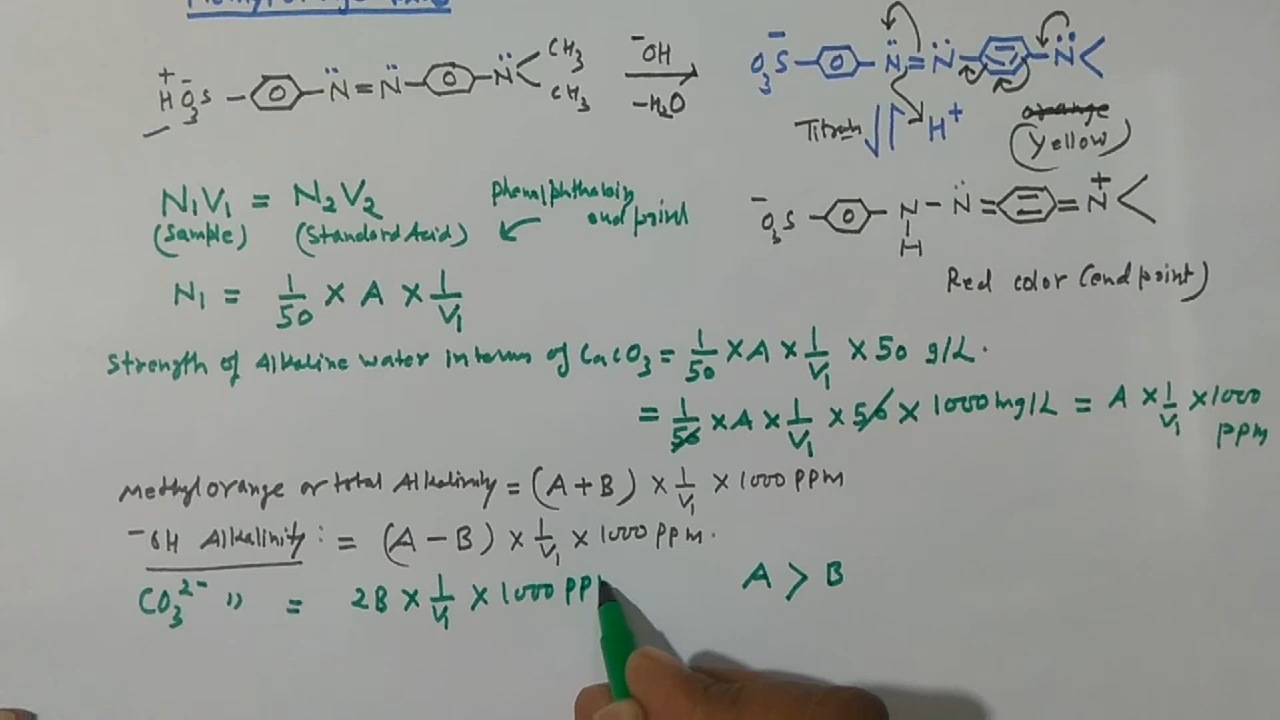 H⁺ ⁻O₃S N = N N CH₃ CH₃
⁻OH
-H₂O
⁻O₃S N = N N
Titrate H⁺
orange
(Yellow)
N₁V₁ = N₂V₂
(Sample) (Standard Acid)
end point
⁻O₃S N - N = = N⁺
H
Red color (end point)
N₁ = 1/50 × A × 1/V₁
Strength of Alkaline water in terms of CaCO₃ = 1/50 × A × 1/V₁ × 50 g/L.
= 1/50 × A × 1/V₁ × 50 × 1000 mg/L = A × 1/V₁ × 1000 ppm
Methyl orange or total Alkalinity = (A + B) × 1/V₁ × 1000 ppm
⁻OH Alkalinity : = (A - B) × 1/V₁ × 1000 ppm.
CO₃²⁻ ,, = 2B × 1/V₁ × 1000 pp A > B